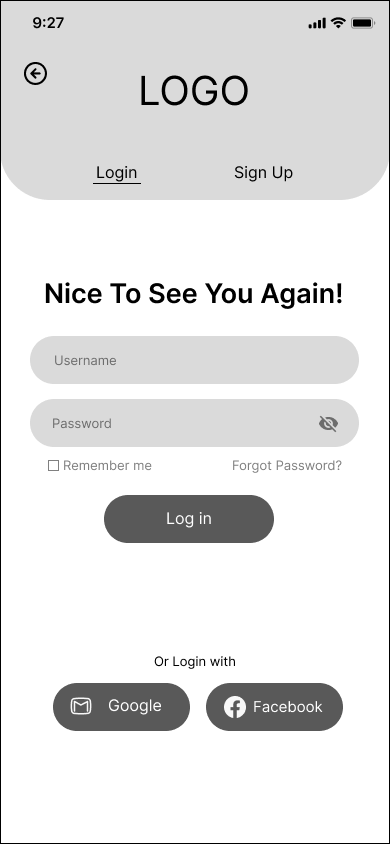 9:27
LOGO
Login Sign Up
Nice To See You Again!
Username
Password
Remember me Forgot Password?
Log in
Or Login with
Google Facebook